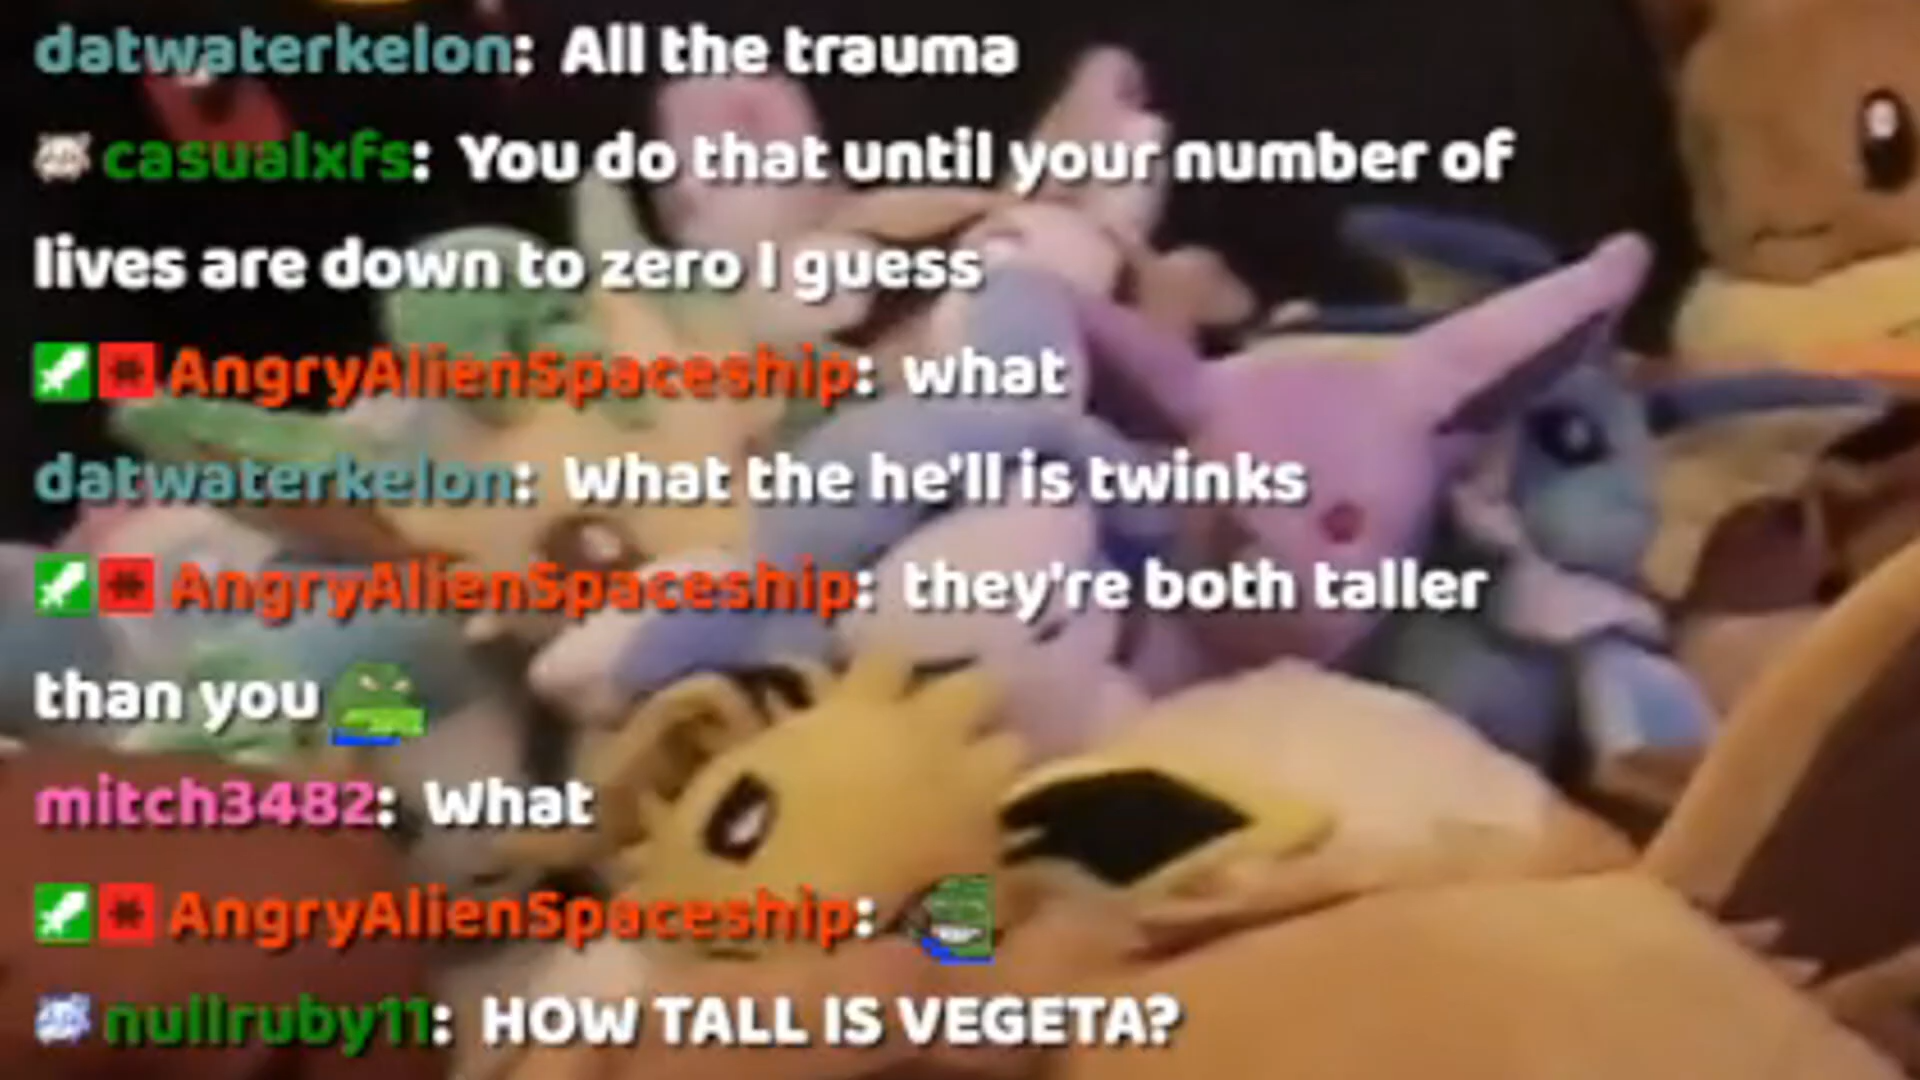 datwaterkelon: All the trauma
casualxfs: You do that until your number of
lives are down to zero I guess
AngryAlienSpaceship: what
datwaterkelon: What the he'll is twinks
AngryAlienSpaceship: they're both taller
than you
mitch3482: What
AngryAlienSpaceship:
nullruby11: HOW TALL IS VEGETA?